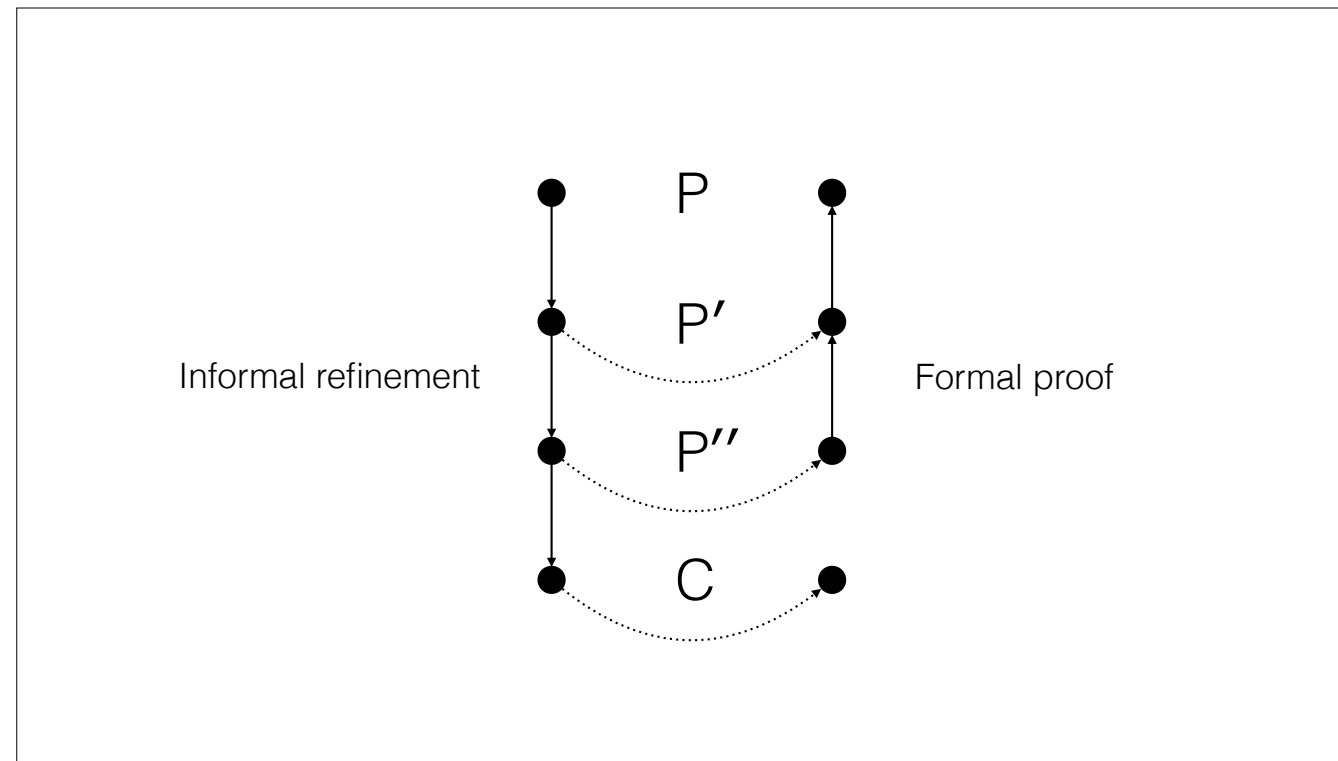 P
P′
Informal refinement
Formal proof
P′′
C